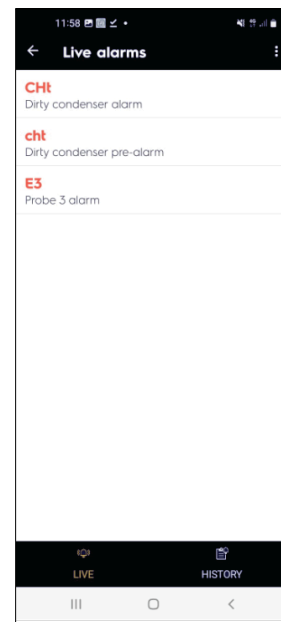 11:58
Live alarms
CHt
Dirty condenser alarm
cht
Dirty condenser pre-alarm
E3
Probe 3 alarm
LIVE
HISTORY